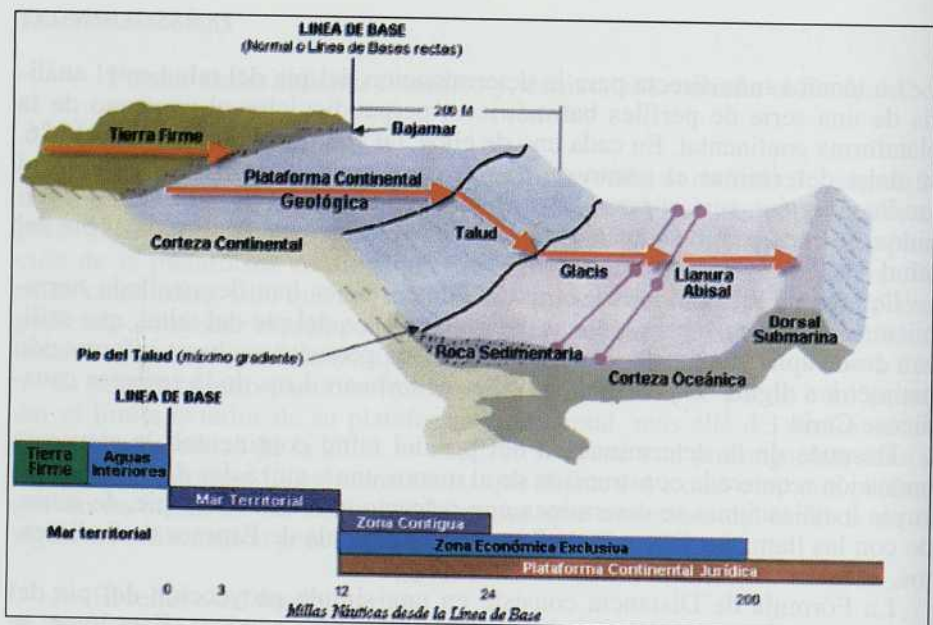 LINEA DE BASE
(Normal o Línea de Bases rectas)
200 M
Bajamar
Tierra Firme
Plataforma Continental
Geológica
Talud
Corteza Continental
Glacis
Llanura
Abisal
Dorsal
Submarina
Pie del Talud (máximo gradiente)
Roca Sedimentaria
Corteza Oceánica
LINEA DE BASE
Tierra
Firme
Aguas
Interiores
Mar Territorial
Zona Contigua
Mar territorial
Zona Económica Exclusiva
Plataforma Continental Jurídica
0 3 12 24 200
Millas Náuticas desde la Línea de Base